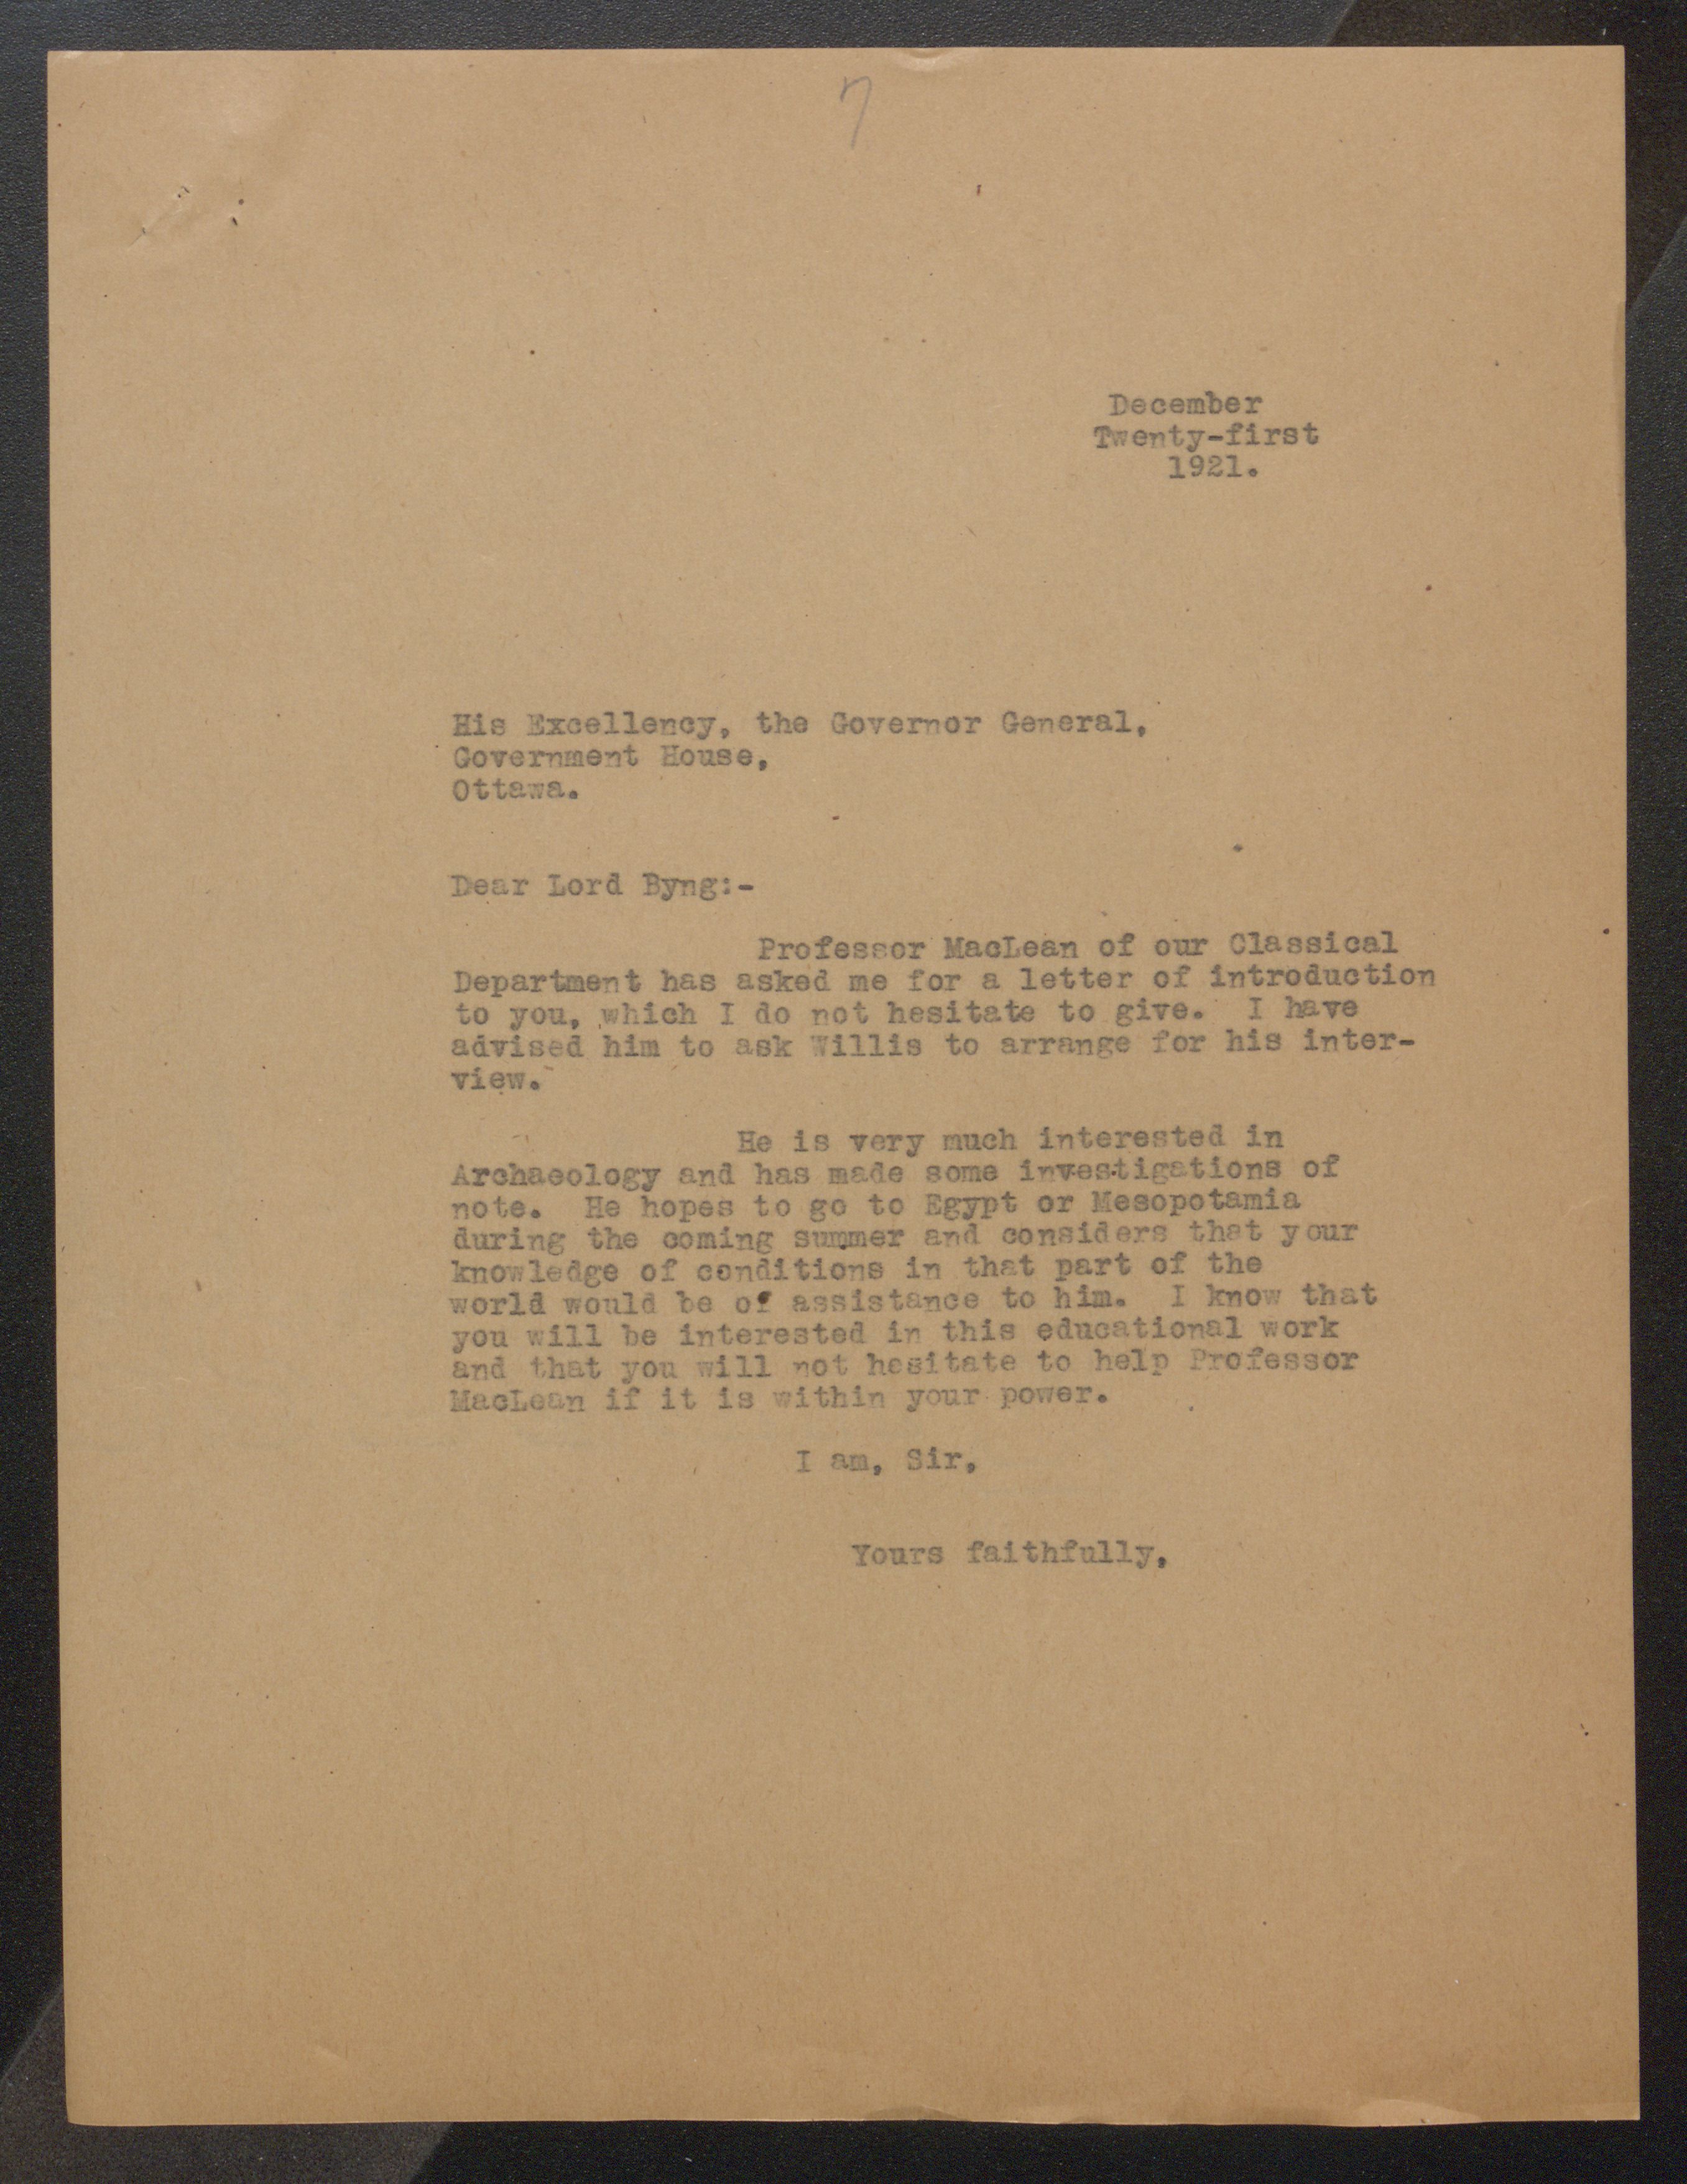 7
December
Twenty-first
1921.
His Excellency, the Governor General,
Government House,
Ottawa.
Dear Lord Byng:-
Professor MacLean of our Classical
Department has asked me for a letter of introduction
to you, which I do not hesitate to give. I have
advised him to ask Willis to arrange for his inter-
view.
He is very much interested in
Archaeology and has made some investigations of
note. He hopes to go to Egypt or Mesopotamia
during the coming summer and considers that your
knowledge of conditions in that part of the
world would be of assistance to him. I know that
you will be interested in this educational work
and that you will not hesitate to help Professor
MacLean if it is within your power.
I am, Sir,
Yours faithfully,